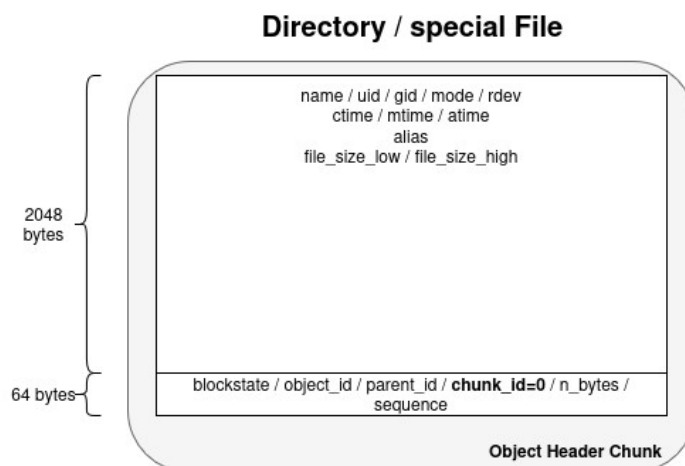 Directory / special File
name / uid / gid / mode / rdev
ctime / mtime / atime
alias
file_size_low / file_size_high
2048
bytes
64 bytes
blockstate / object_id / parent_id / chunk_id=0 / n_bytes /
sequence
Object Header Chunk